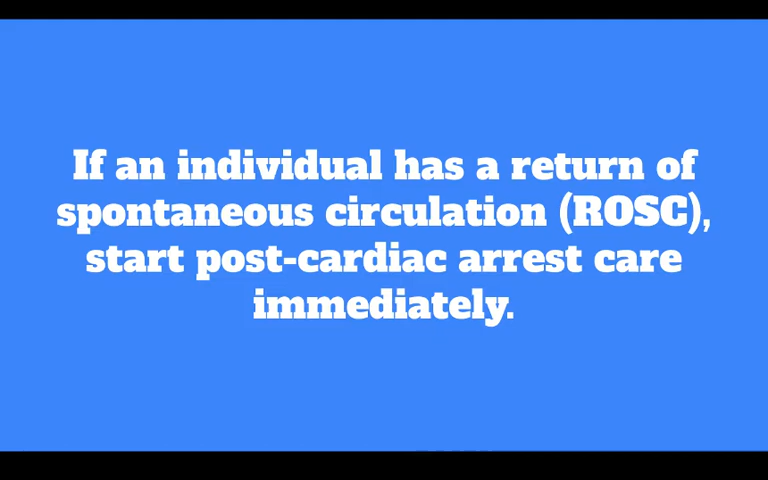 If an individual has a return of
spontaneous circulation (ROSC),
start post-cardiac arrest care
immediately.